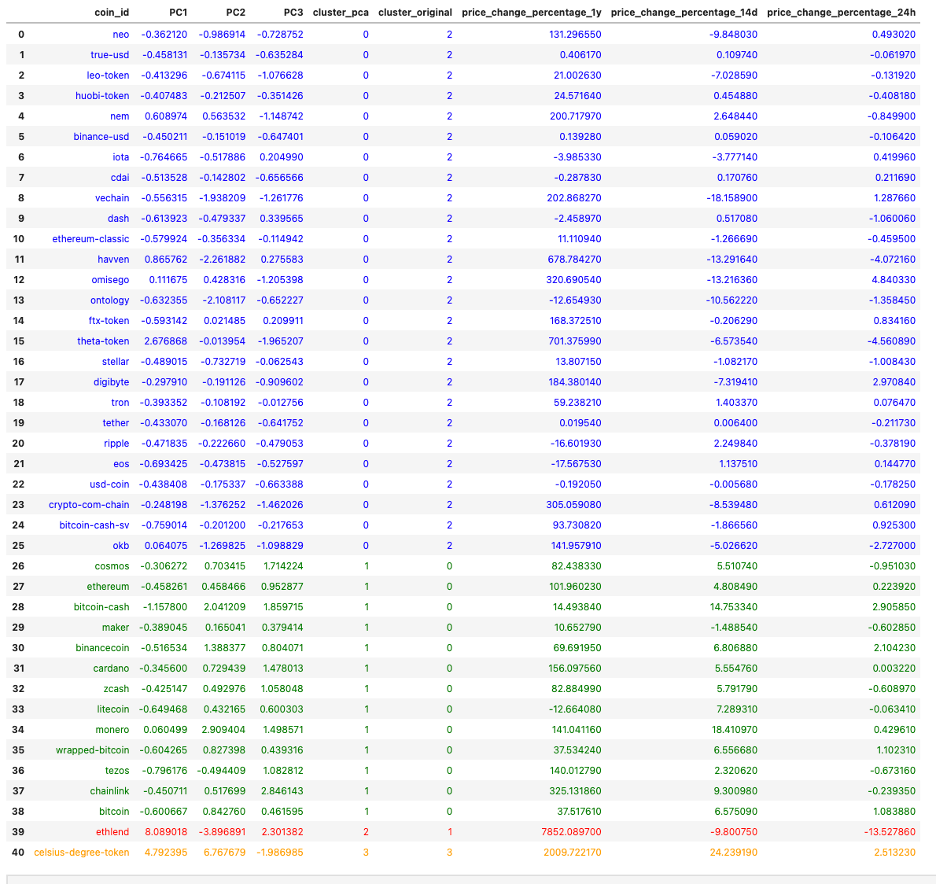 coin_id PC1 PC2 PC3 cluster_pca cluster_original price_change_percentage_1y price_change_percentage_14d price_change_percentage_24h
0 neo -0.362120 -0.986914 -0.728752 0 2 131.296550 -9.848030 0.493020
1 true-usd -0.458131 -0.135734 -0.635284 0 2 0.406170 0.109740 -0.061970
2 leo-token -0.413296 -0.674115 -1.076628 0 2 21.002630 -7.028590 -0.131920
3 huobi-token -0.407483 -0.212507 -0.351426 0 2 24.571640 0.454880 -0.408180
4 nem 0.608974 0.563532 -1.148742 0 2 200.717970 2.648440 -0.849900
5 binance-usd -0.450211 -0.151019 -0.647401 0 2 0.139280 0.059020 -0.106420
6 iota -0.764665 -0.517886 0.204990 0 2 -3.985330 -3.777140 0.419960
7 cdai -0.513528 -0.142802 -0.656566 0 2 -0.287830 0.170760 0.211690
8 vechain -0.556315 -1.938209 -1.261776 0 2 202.868270 -18.158900 1.287660
9 dash -0.613923 -0.479337 0.339565 0 2 -2.458970 0.517080 -1.060060
10 ethereum-classic -0.579924 -0.356334 -0.114942 0 2 11.110940 -1.266690 -0.459500
11 havven 0.865762 -2.261882 0.275583 0 2 678.784270 -13.291640 -4.072160
12 omisego 0.111675 0.428316 -1.205398 0 2 320.690540 -13.216360 4.840330
13 ontology -0.632355 -2.108117 -0.652227 0 2 -12.654930 -10.562220 -1.358450
14 ftx-token -0.593142 0.021485 0.209911 0 2 168.372510 -0.206290 0.834160
15 theta-token 2.676868 -0.013954 -1.965207 0 2 701.375990 -6.573540 -4.560890
16 stellar -0.489015 -0.732719 -0.062543 0 2 13.807150 -1.082170 -1.008430
17 digibyte -0.297910 -0.191126 -0.909602 0 2 184.380140 -7.319410 2.970840
18 tron -0.393352 -0.108192 -0.012756 0 2 59.238210 1.403370 0.076470
19 tether -0.433070 -0.168126 -0.641752 0 2 0.019540 0.006400 -0.211730
20 ripple -0.471835 -0.222660 -0.479053 0 2 -16.601930 2.249840 -0.378190
21 eos -0.693425 -0.473815 -0.527597 0 2 -17.567530 1.137510 0.144770
22 usd-coin -0.438408 -0.175337 -0.663388 0 2 -0.192050 -0.005680 -0.178250
23 crypto-com-chain -0.248198 -1.376252 -1.462026 0 2 305.059080 -8.539480 0.612090
24 bitcoin-cash-sv -0.759014 -0.201200 -0.217653 0 2 93.730820 -1.866560 0.925300
25 okb 0.064075 -1.269825 -1.098829 0 2 141.957910 -5.026620 -2.727000
26 cosmos -0.306272 0.703415 1.714224 1 0 82.438330 5.510740 -0.951030
27 ethereum -0.458261 0.458466 0.952877 1 0 101.960230 4.808490 0.223920
28 bitcoin-cash -1.157800 2.041209 1.859715 1 0 14.493840 14.753340 2.905850
29 maker -0.389045 0.165041 0.379414 1 0 10.652790 -1.488540 -0.602850
30 binancecoin -0.516534 1.388377 0.804071 1 0 69.691950 6.806880 2.104230
31 cardano -0.345600 0.729439 1.478013 1 0 156.097560 5.554760 0.003220
32 zcash -0.425147 0.492976 1.058048 1 0 82.884990 5.791790 -0.608970
33 litecoin -0.649468 0.432165 0.600303 1 0 -12.664080 7.289310 -0.063410
34 monero 0.060499 2.909404 1.498571 1 0 141.041160 18.410970 0.429610
35 wrapped-bitcoin -0.604265 0.827398 0.439316 1 0 37.534240 6.556680 1.102310
36 tezos -0.796176 -0.494409 1.082812 1 0 140.012790 2.320620 -0.673160
37 chainlink -0.450711 0.517699 2.846143 1 0 325.131860 9.300980 -0.239350
38 bitcoin -0.600667 0.842760 0.461595 1 0 37.517610 6.575090 1.083880
39 ethlend 8.089018 -3.896891 2.301382 2 1 7852.089700 -9.800750 -13.527860
40 celsius-degree-token 4.792395 6.767679 -1.986985 3 3 2009.722170 24.239190 2.513230